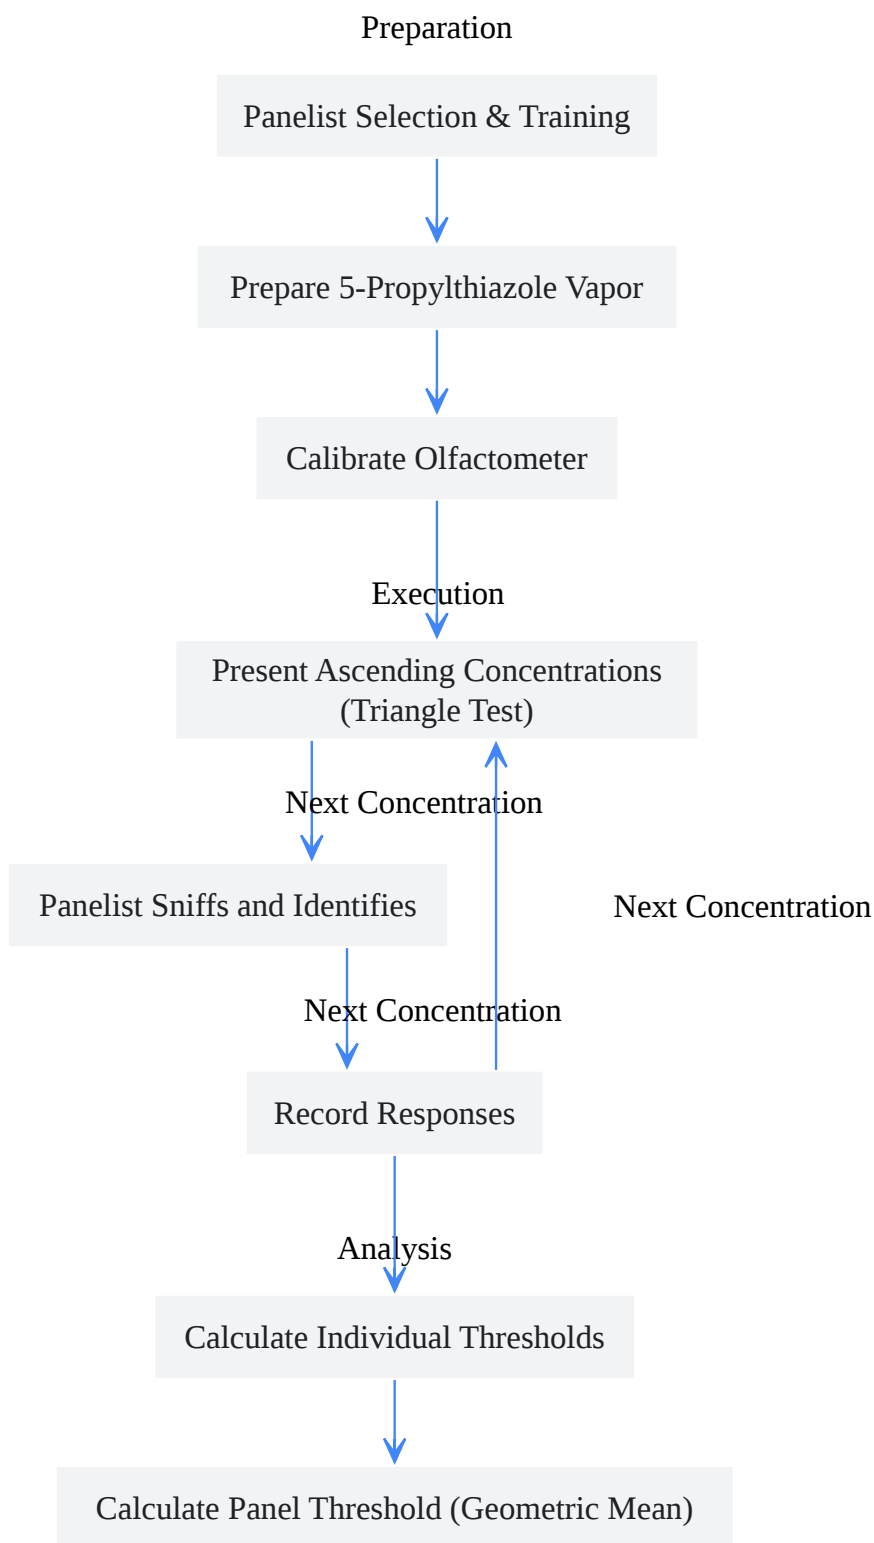 Preparation
Panelist Selection & Training
Prepare 5-Propylthiazole Vapor
Calibrate Olfactometer
Execution
Present Ascending Concentrations
(Triangle Test)
Next Concentration
Panelist Sniffs and Identifies
Next Concentration
Next Concentration
Record Responses
Analysis
Calculate Individual Thresholds
Calculate Panel Threshold (Geometric Mean)